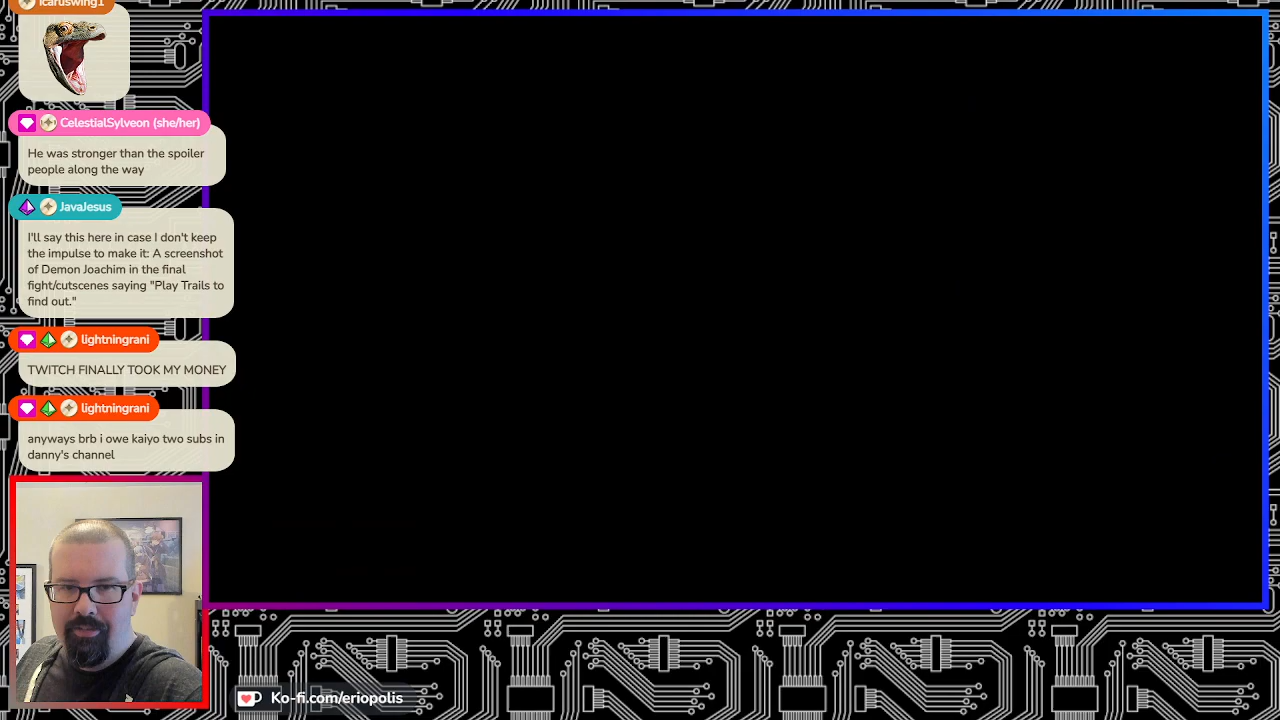 icaruswing1
CelestialSylveon (she/her)
He was stronger than the spoiler
people along the way
JavaJesus
I'll say this here in case I don't keep
the impulse to make it: A screenshot
of Demon Joachim in the final
fight/cutscenes saying "Play Trails to
find out."
lightningrani
TWITCH FINALLY TOOK MY MONEY
lightningrani
anyways brb i owe kaiyo two subs in
danny's channel
Ko-fi.com/eriopolis